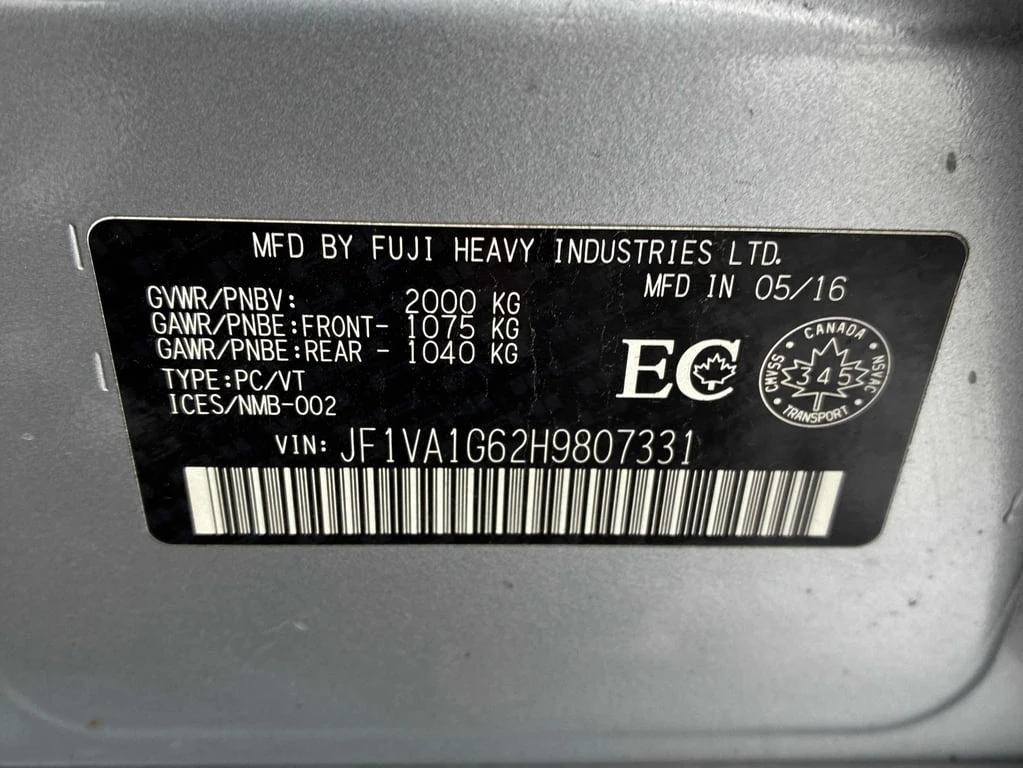 MFD BY FUJI HEAVY INDUSTRIES LTD.
MFD IN 05/16
GVWR/PNBV: 2000 KG
GAWR/PNBE:FRONT- 1075 KG
GAWR/PNBE:REAR - 1040 KG
TYPE:PC/VT
ICES/NMB-002
EC
CANADA
CMVSS
NSVAC
345
TRANSPORT
VIN: JF1VA1G62H9807331